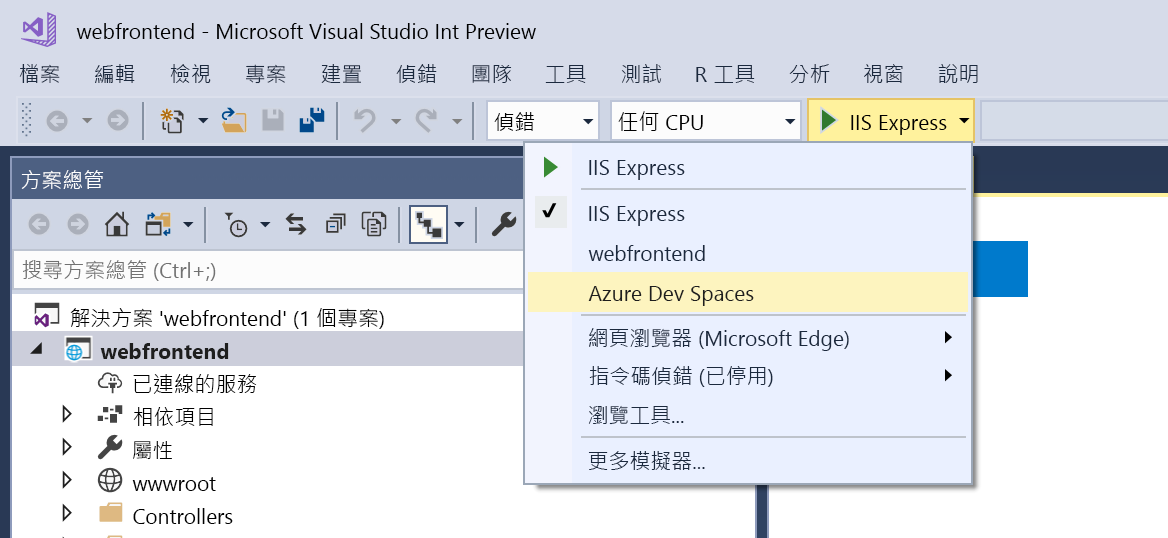 webfrontend - Microsoft Visual Studio Int Preview
檔案 編輯 檢視 專案 建置 偵錯 團隊 工具 測試 R 工具 分析 視窗 說明
偵錯 任何 CPU IIS Express
IIS Express
IIS Express
webfrontend
Azure Dev Spaces
網頁瀏覽器 (Microsoft Edge)
指令碼偵錯 (已停用)
瀏覽工具...
更多模擬器...
方案總管
搜尋方案總管 (Ctrl+;)
解決方案 'webfrontend' (1 個專案)
webfrontend
已連線的服務
相依項目
屬性
wwwroot
Controllers